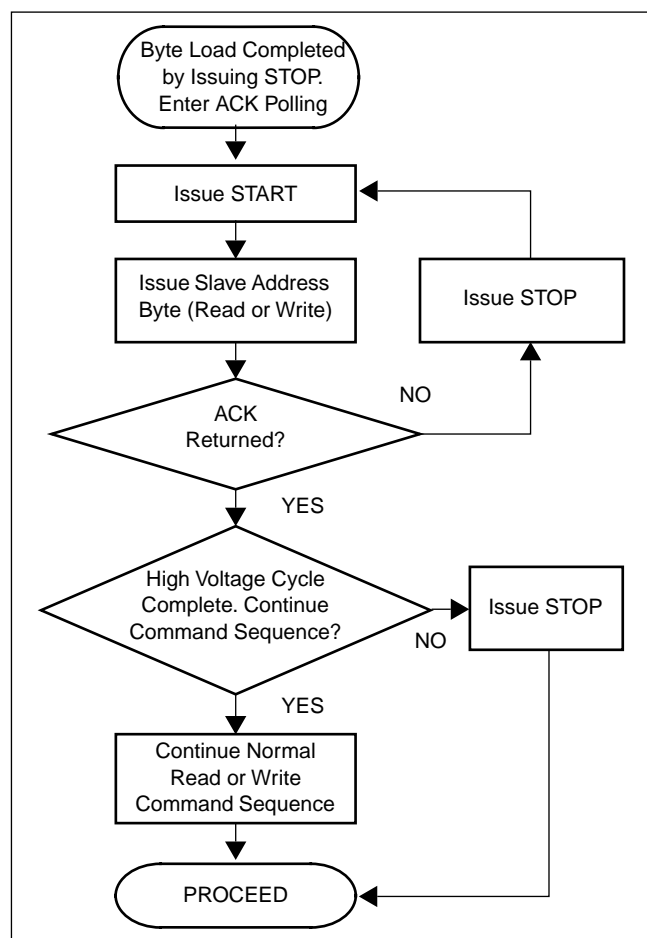 Byte Load Completed
by Issuing STOP.
Enter ACK Polling
Issue START
Issue Slave Address
Byte (Read or Write)
Issue STOP
NO
ACK
Returned?
YES
High Voltage Cycle
Complete. Continue
Command Sequence?
Issue STOP
NO
YES
Continue Normal
Read or Write
Command Sequence
PROCEED